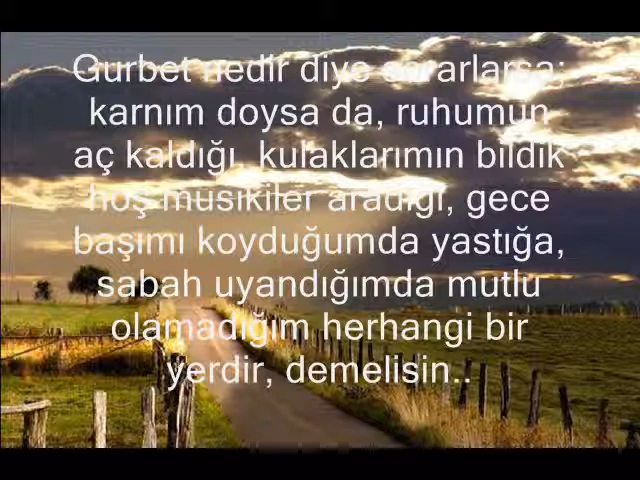 Gurbet nedir diye sorarlarsa;
karnım doysa da, ruhumun
aç kaldığı, kulaklarımın bildik
hoş musikiler aradığı, gece
başımı koyduğumda yastığa,
sabah uyandığımda mutlu
olamadığım herhangi bir
yerdir, demelisin..